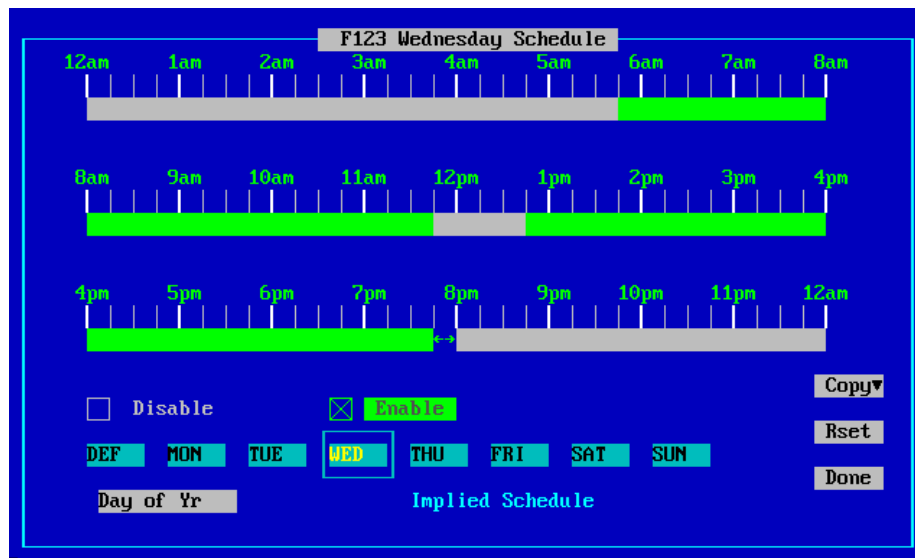 F123 Wednesday Schedule
12am 1am 2am 3am 4am 5am 6am 7am 8am
8am 9am 10am 11am 12pm 1pm 2pm 3pm 4pm
4pm 5pm 6pm 7pm 8pm 9pm 10pm 11pm 12am
Copy▼
Disable Enable
Rset
DEF MON TUE WED THU FRI SAT SUN
Done
Day of Yr Implied Schedule